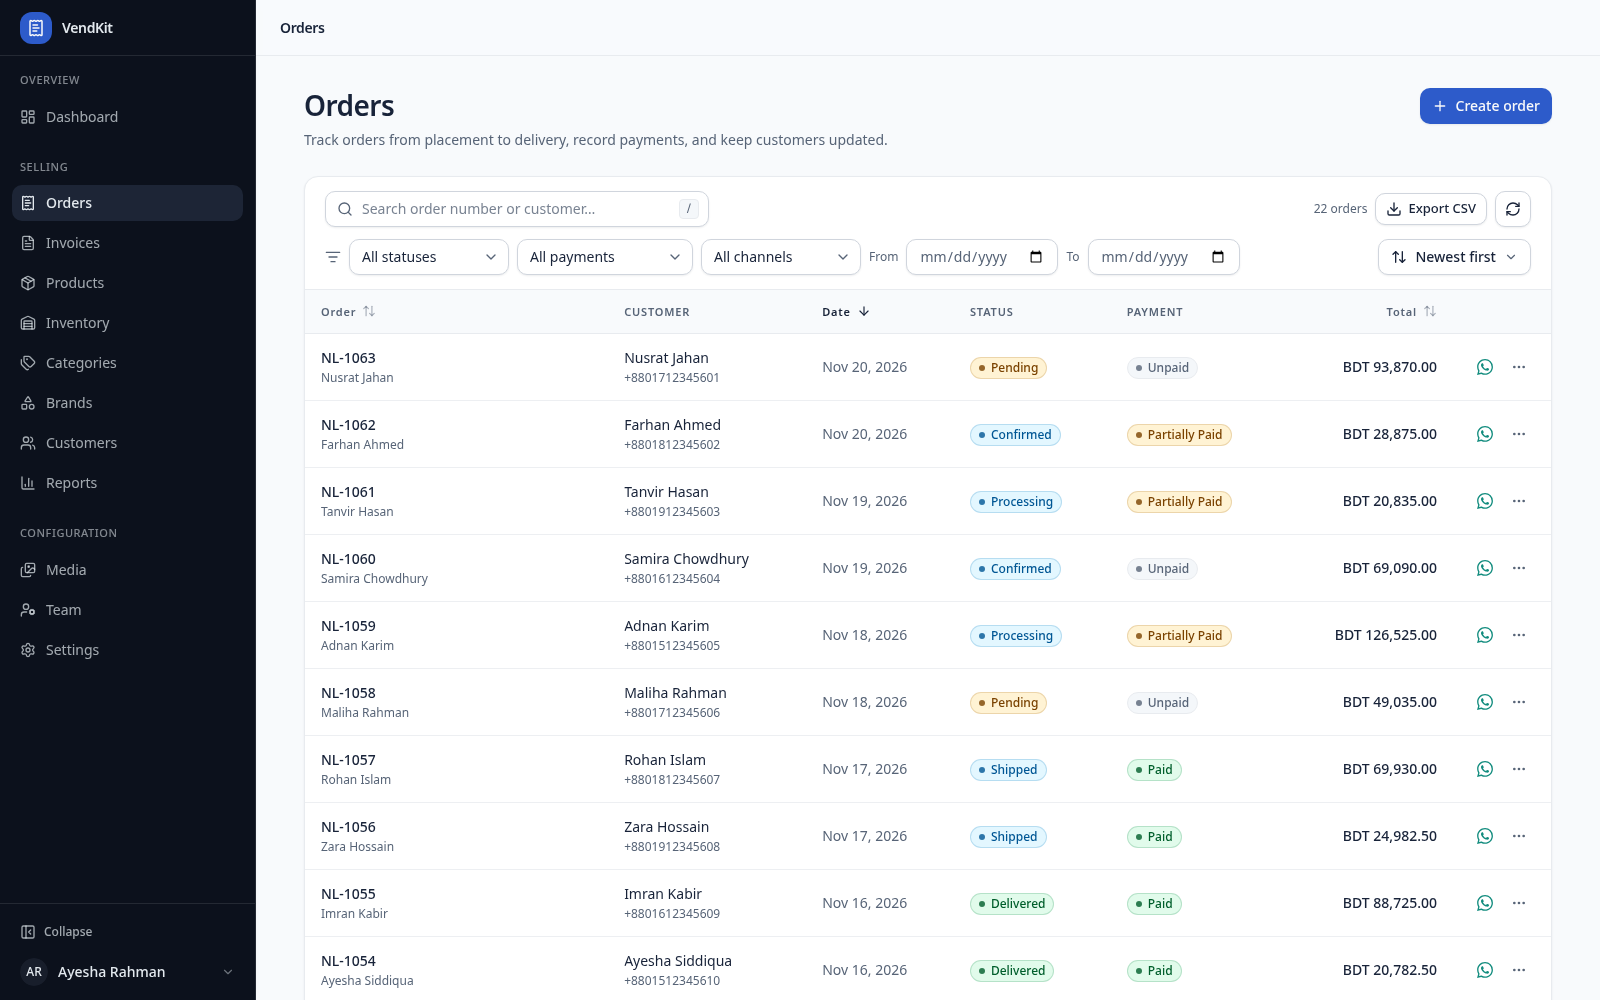 VendKit
Orders
OVERVIEW
Dashboard
SELLING
Orders
Invoices
Products
Inventory
Categories
Brands
Customers
Reports
CONFIGURATION
Media
Team
Settings
Collapse
AR Ayesha Rahman
Orders
Create order
Track orders from placement to delivery, record payments, and keep customers updated.
Search order number or customer... /
22 orders Export CSV
All statuses All payments All channels From mm/dd/yyyy To mm/dd/yyyy Newest first
Order CUSTOMER Date STATUS PAYMENT Total
NL-1063 Nusrat Jahan Nov 20, 2026 Pending Unpaid BDT 93,870.00
Nusrat Jahan +8801712345601
NL-1062 Farhan Ahmed Nov 20, 2026 Confirmed Partially Paid BDT 28,875.00
Farhan Ahmed +8801812345602
NL-1061 Tanvir Hasan Nov 19, 2026 Processing Partially Paid BDT 20,835.00
Tanvir Hasan +8801912345603
NL-1060 Samira Chowdhury Nov 19, 2026 Confirmed Unpaid BDT 69,090.00
Samira Chowdhury +8801612345604
NL-1059 Adnan Karim Nov 18, 2026 Processing Partially Paid BDT 126,525.00
Adnan Karim +8801512345605
NL-1058 Maliha Rahman Nov 18, 2026 Pending Unpaid BDT 49,035.00
Maliha Rahman +8801712345606
NL-1057 Rohan Islam Nov 17, 2026 Shipped Paid BDT 69,930.00
Rohan Islam +8801812345607
NL-1056 Zara Hossain Nov 17, 2026 Shipped Paid BDT 24,982.50
Zara Hossain +8801912345608
NL-1055 Imran Kabir Nov 16, 2026 Delivered Paid BDT 88,725.00
Imran Kabir +8801612345609
NL-1054 Ayesha Siddiqua Nov 16, 2026 Delivered Paid BDT 20,782.50
Ayesha Siddiqua +8801512345610